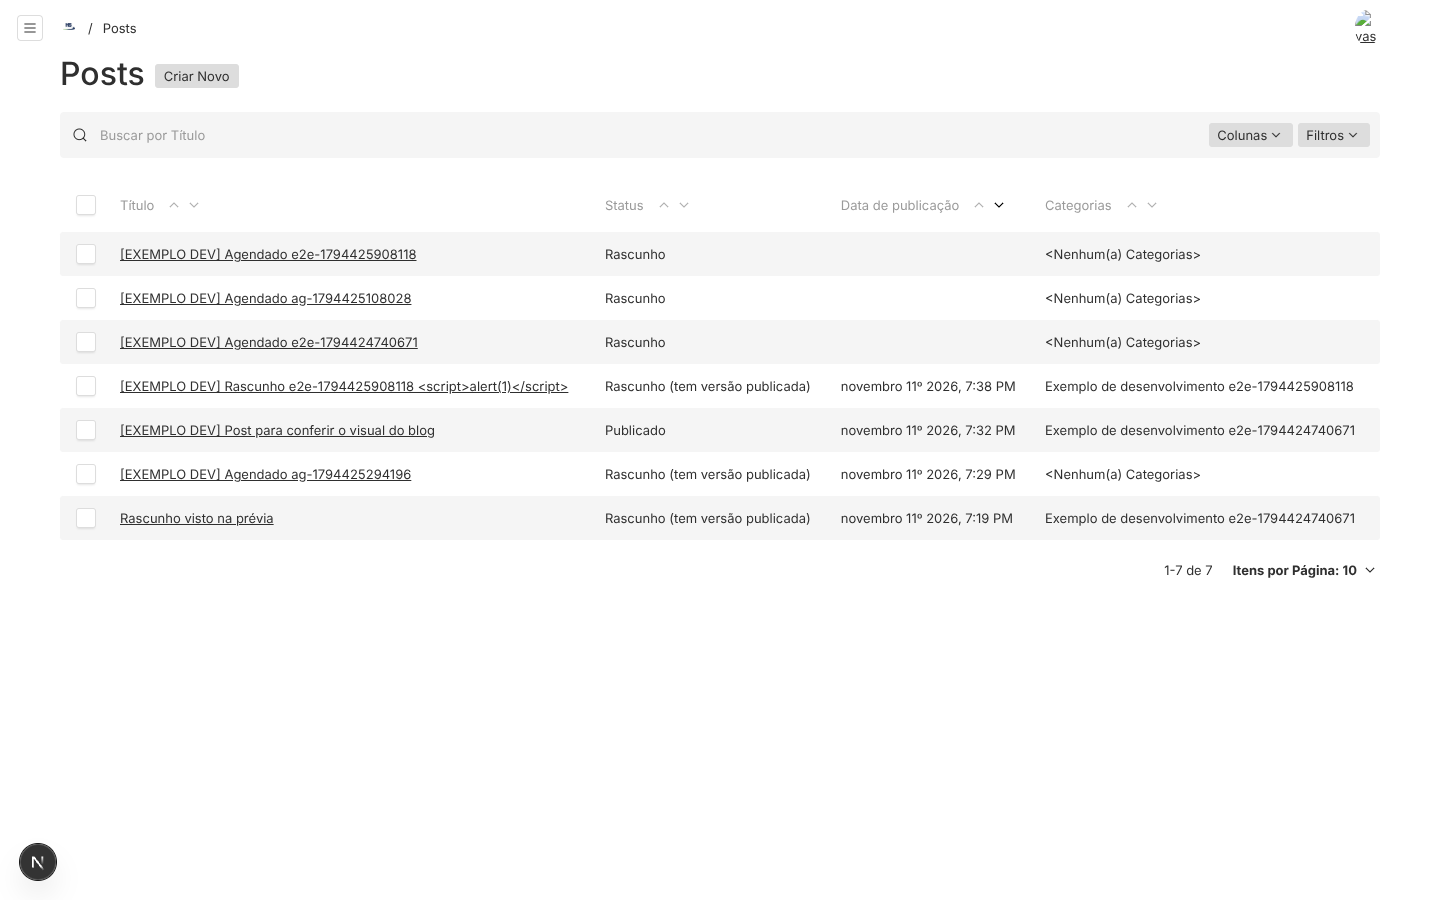 / Posts
vas
Posts Criar Novo
Buscar por Título Colunas Filtros
Título Status Data de publicação Categorias
[EXEMPLO DEV] Agendado e2e-1794425908118 Rascunho <Nenhum(a) Categorias>
[EXEMPLO DEV] Agendado ag-1794425108028 Rascunho <Nenhum(a) Categorias>
[EXEMPLO DEV] Agendado e2e-1794424740671 Rascunho <Nenhum(a) Categorias>
[EXEMPLO DEV] Rascunho e2e-1794425908118 <script>alert(1)</script> Rascunho (tem versão publicada) novembro 11º 2026, 7:38 PM Exemplo de desenvolvimento e2e-1794425908118
[EXEMPLO DEV] Post para conferir o visual do blog Publicado novembro 11º 2026, 7:32 PM Exemplo de desenvolvimento e2e-1794424740671
[EXEMPLO DEV] Agendado ag-1794425294196 Rascunho (tem versão publicada) novembro 11º 2026, 7:29 PM <Nenhum(a) Categorias>
Rascunho visto na prévia Rascunho (tem versão publicada) novembro 11º 2026, 7:19 PM Exemplo de desenvolvimento e2e-1794424740671
1-7 de 7 Itens por Página: 10
N